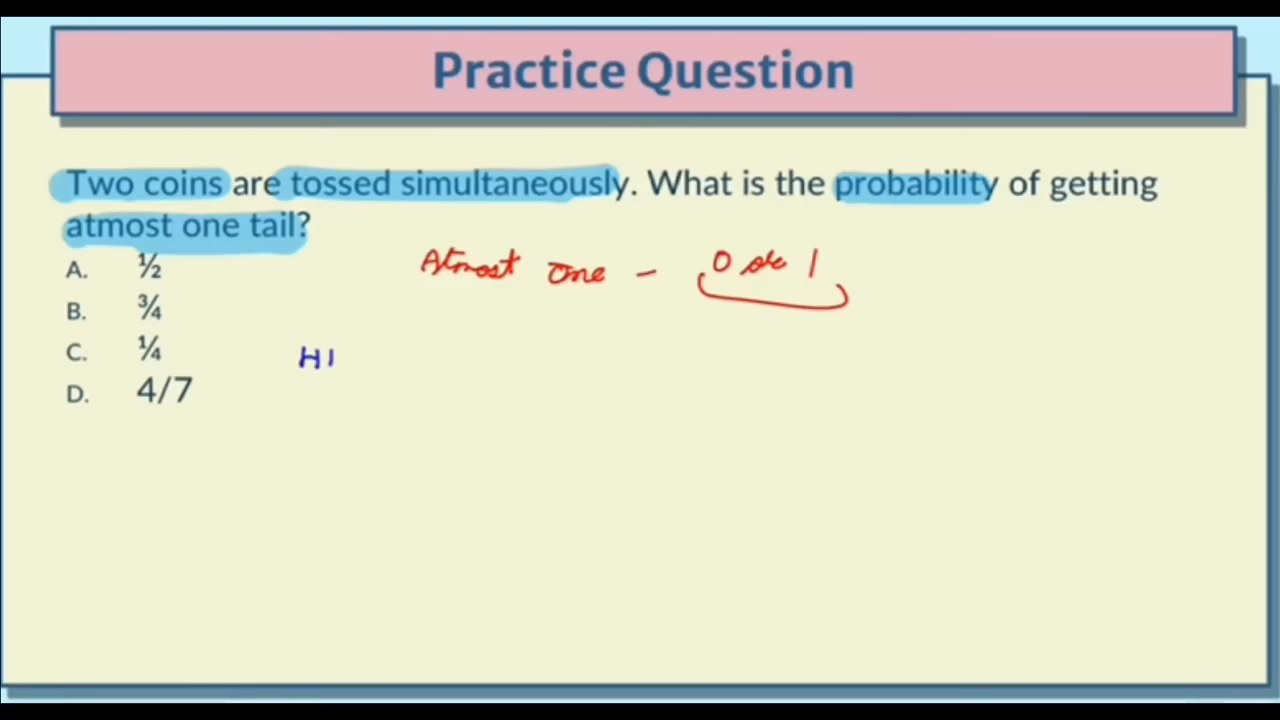 Practice Question
Two coins are tossed simultaneously. What is the probability of getting
atmost one tail?
A. ½
B. ¾
C. ¼
D. 4/7
Atmost one - 0 or 1
HI